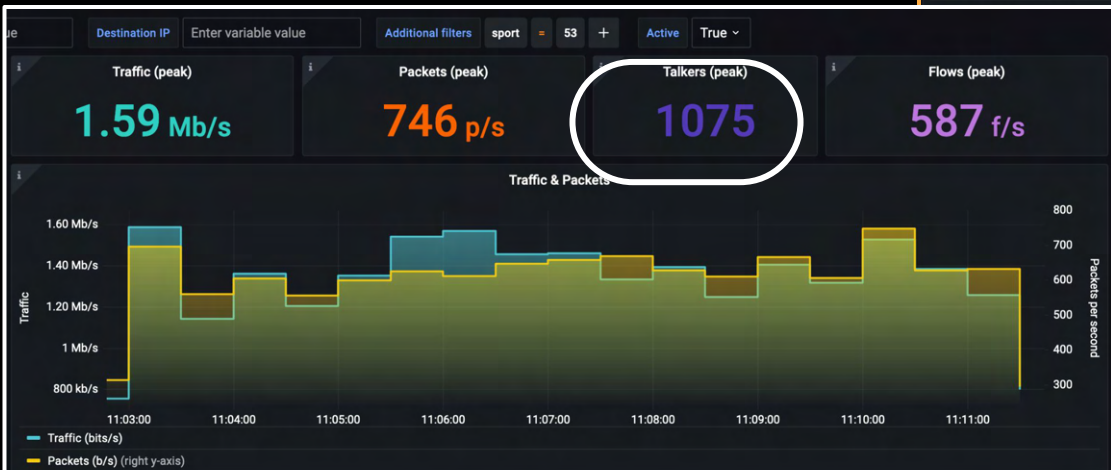 ue Destination IP Enter variable value Additional filters sport = 53 + Active True
i Traffic (peak) i Packets (peak) i Talkers (peak) i Flows (peak)
1.59 Mb/s 746 p/s 1075 587 f/s
i Traffic & Packets
1.60 Mb/s
1.40 Mb/s
1.20 Mb/s
1 Mb/s
800 kb/s
Traffic
800
700
600
500
400
300
Packets per second
11:03:00 11:04:00 11:05:00 11:06:00 11:07:00 11:08:00 11:09:00 11:10:00 11:11:00
Traffic (bits/s)
Packets (b/s) (right y-axis)